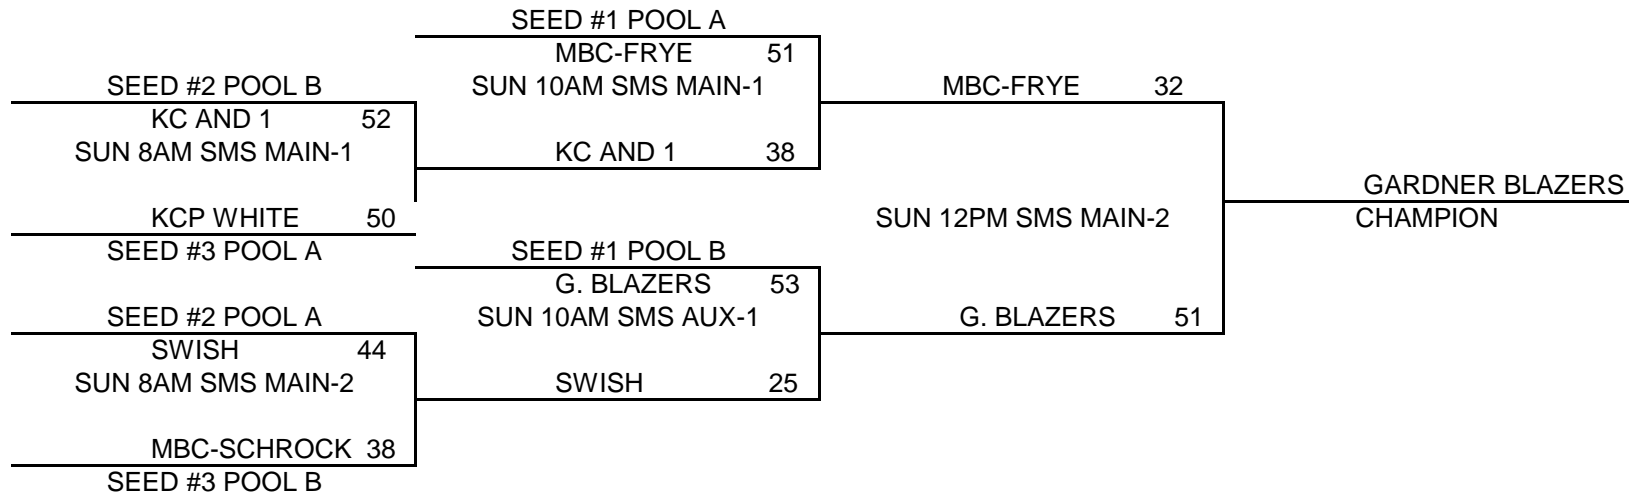 SEED #1 POOL A
MBC-FRYE 51
SEED #2 POOL B
SUN 10AM SMS MAIN-1
MBC-FRYE 32
KC AND 1 52
SUN 8AM SMS MAIN-1
KC AND 1 38
GARDNER BLAZERS
KCP WHITE 50
SUN 12PM SMS MAIN-2
CHAMPION
SEED #3 POOL A
SEED #1 POOL B
G. BLAZERS 53
SEED #2 POOL A
SUN 10AM SMS AUX-1
G. BLAZERS 51
SWISH 44
SUN 8AM SMS MAIN-2
SWISH 25
MBC-SCHROCK 38
SEED #3 POOL B